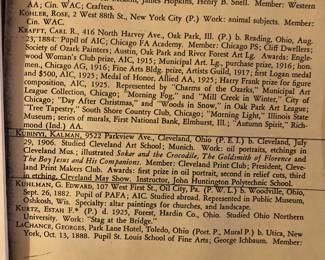 AA; Cin. WAC; Crafters.
KOHLER, ROSE, 2 West 88th St., New York City (P.) Work: animal subjects. Member:
Cin. WAC.
KRAFFT, CARL R., 416 North Harvey Ave., Oak Park, Ill. (P.) b. Reading, Ohio, Aug.
23, 1884. Pupil of AIC; Chicago FA Academy. Member: Chicago PS; Cliff Dwellers;
Society of Ozark Painters; Austin, Oak Park and River Forest Art Lg. Awards: Englewood
Woman's Club prize, AIC, 1915; Municipal Art. Lg., purchase prize, 1916;
men, Chicago AG, 1916; Fine Arts Bldg. prize, Artists Guild, 1917; first Logan medal
and $500, AIC, 1925; Medal of Honor, Allied AA, 1925; Harry Frank prize for figure
composition, AIC, 1925. Represented by "Charms of the Ozarks," Municipal Art
League Collection, Chicago; "Morning Fog," and "Mill Creek in Winter," City of
Chicago; "Day After Christmas," and "Woods in Snow," in Oak Park Art League;
"Tree Tapestry," South Shore Country Club, Chicago; "Morning Light," Illinois State
Museum; series of murals, First National Bank, Elmhurst, Ill.; "Autumn Spirit," Richmond
(Ind.) AA.
KUBINYI, KALMAN, 9522 Parkview Ave., Cleveland, Ohio (P.E.T.) b. Cleveland, July
29, 1906. Studied Cleveland Art School; Munich. Work: oil portraits, etchings in
Cleveland Mus.; illustrated Sokar and the Crocodile, The Goldsmith of Florence and
The Boy Jesus and His Companions. Member: Cleveland Print Club; President, Cleveland
Print Makers Club. Awards: first prize in oil portrait, second in relief cuts, third
in etching, Cleveland May Show. Instructor, John Huntington Polytechnic School.
KUHLMAN, G. EDWARD, 107 West First St., Oil City, Pa. (P. W.L.) b. Woodville, Ohio,
Sept. 26, 1882. Pupil of PAFA; AIC. Studied abroad. Represented in Public Museum,
Oshkosh, Wis. Specialty: altar paintings for churches, and landscape.
KURTZ, ESTAH F.* (P.) d. 1925, Forest, Hardin Co., Ohio. Studied Ohio Northern
University. Work: "Stag at the Bridge."
LACHANCE, GEORGES, Park Lane Hotel, Toledo, Ohio (Port., P., Mural P.) b. Utica, New
York, Oct. 13, 1888. Pupil St. Louis School of Fine Arts; George Ichbaum. Member: